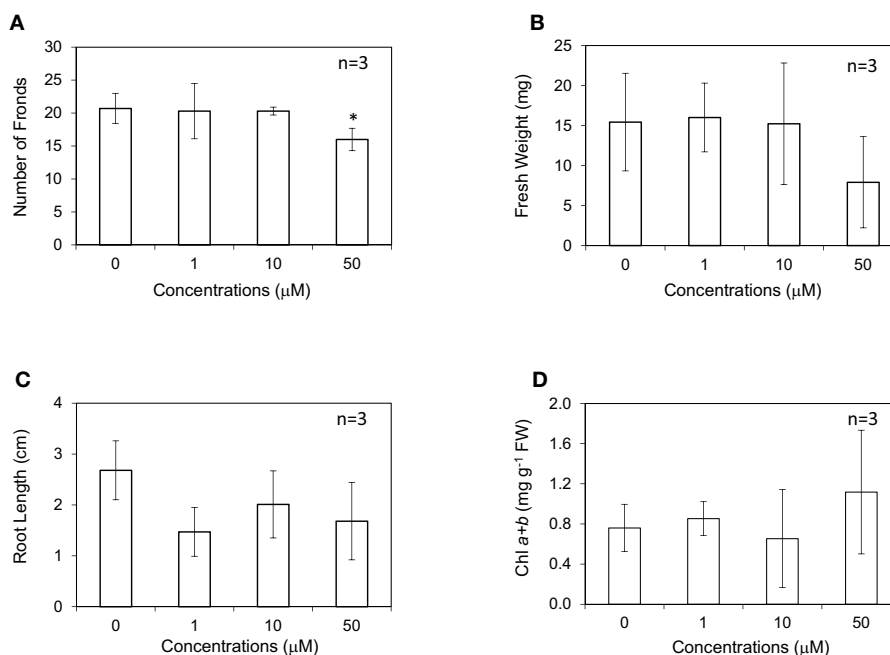 A
Number of Fronds
30
25
20
15
10
5
0
n=3
*
0 1 10 50
Concentrations (μM)
B
Fresh Weight (mg)
25
20
15
10
5
0
n=3
0 1 10 50
Concentrations (μM)
C
Root Length (cm)
4
3
2
1
0
n=3
0 1 10 50
Concentrations (μM)
D
Chl a+b (mg g⁻¹ FW)
2.0
1.6
1.2
0.8
0.4
0.0
n=3
0 1 10 50
Concentrations (μM)